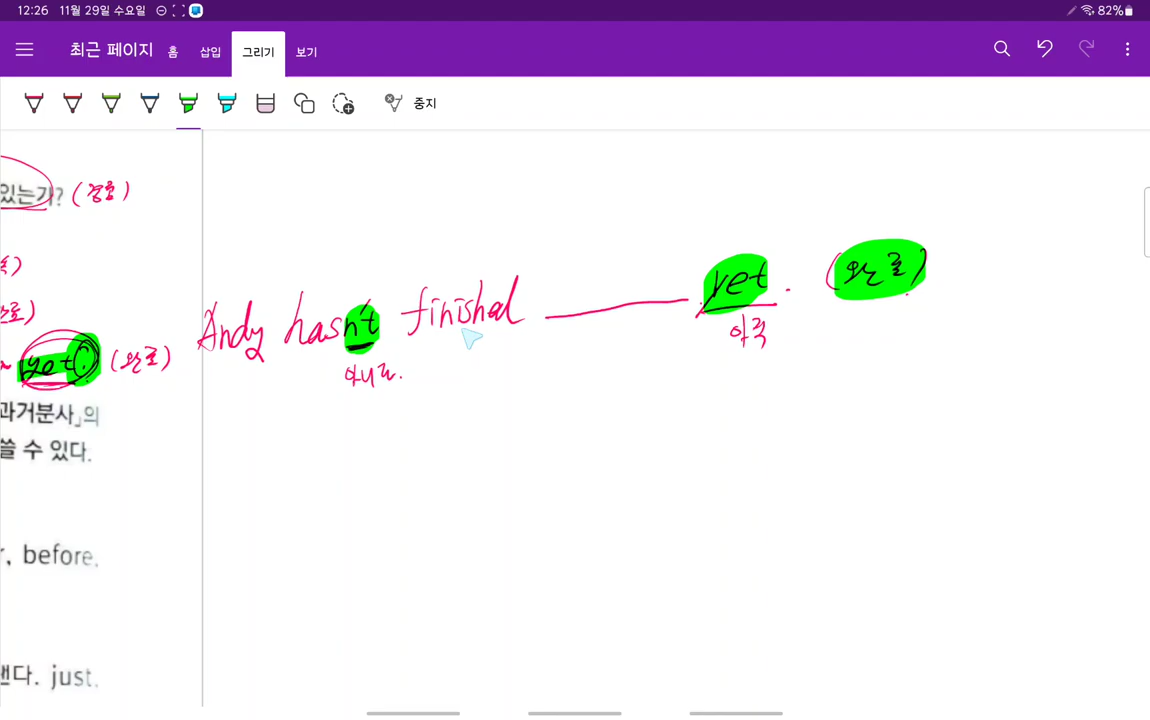 12:26 11월 29일 수요일 82%
최근 페이지 홈 삽입 그리기 보기
중지
있는가? (경험)
Andy hasn't finished yet. (완료)
아니고. 아직
yet? (완료)
과거분사」의
쓸 수 있다.
, before.
다. just.